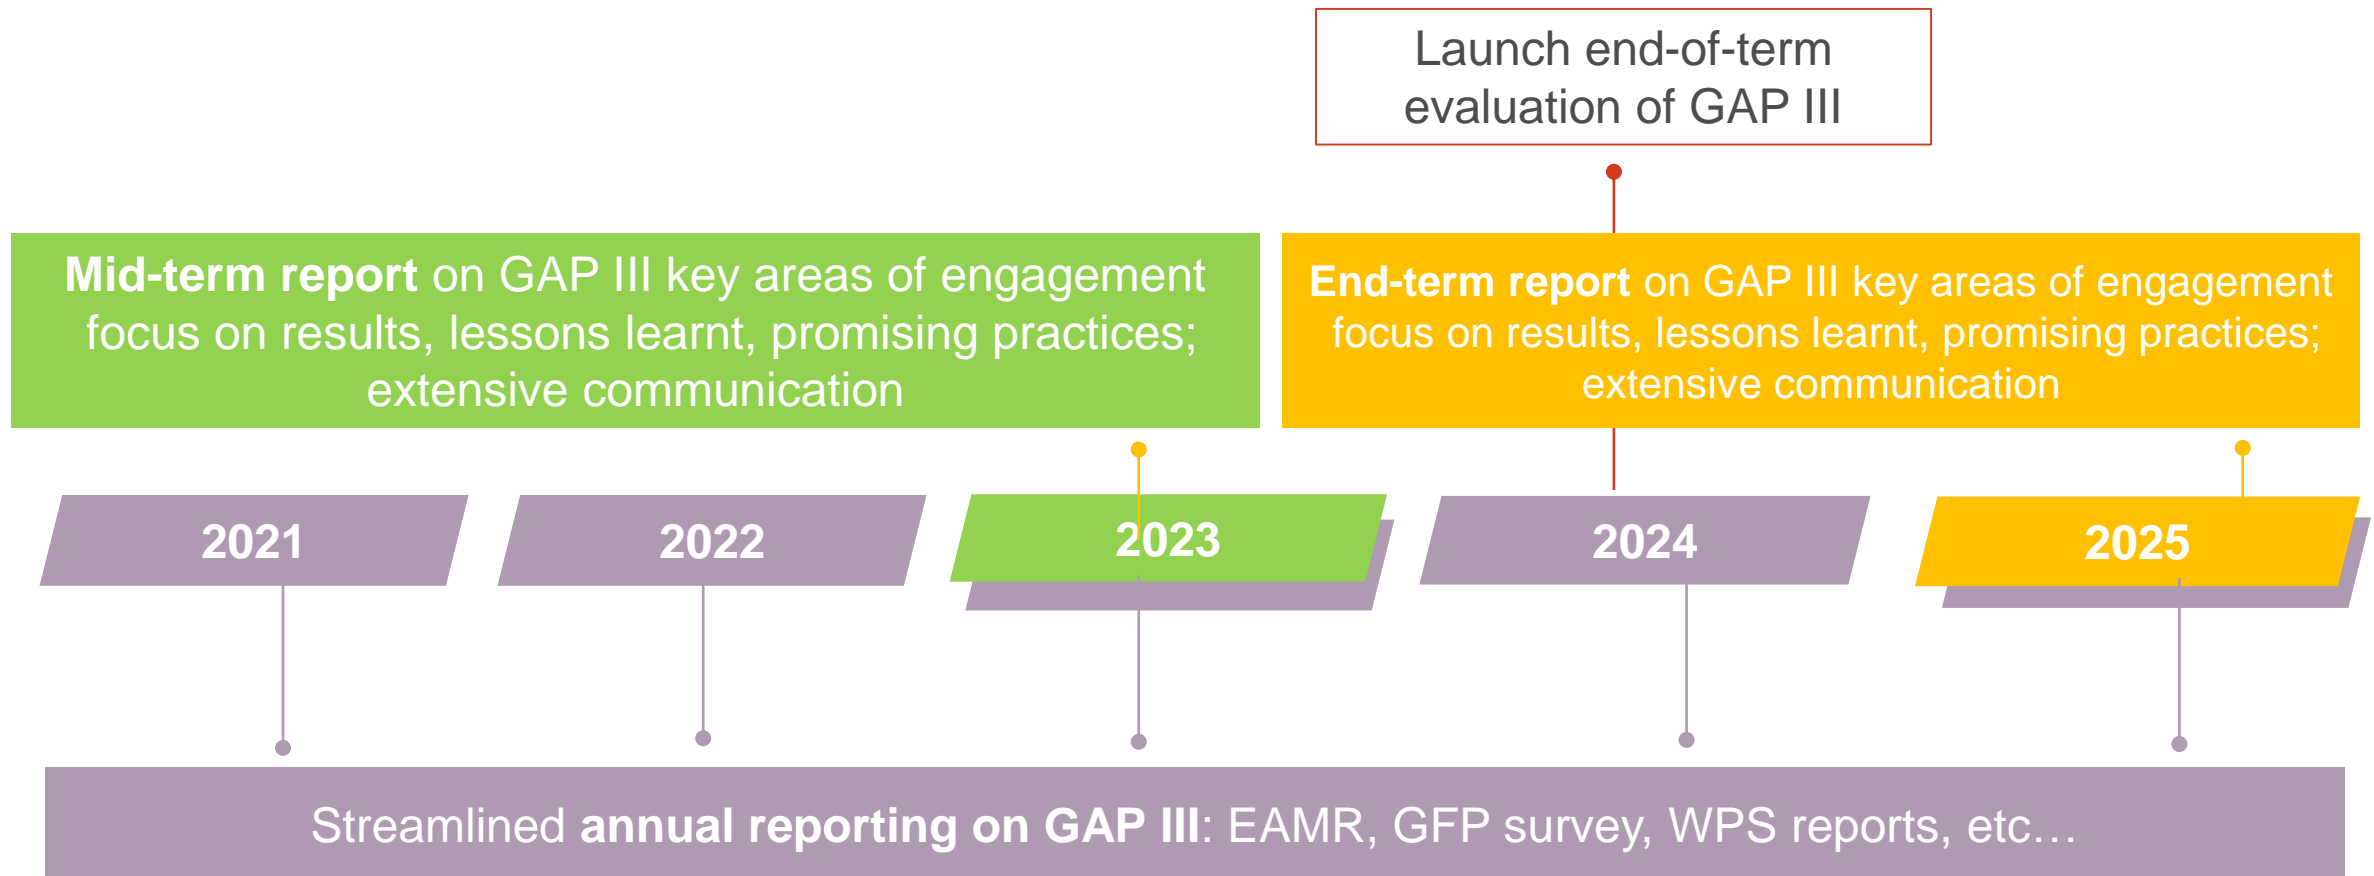 Launch end-of-term
evaluation of GAP III
Mid-term report on GAP III key areas of engagement
focus on results, lessons learnt, promising practices;
extensive communication
End-term report on GAP III key areas of engagement
focus on results, lessons learnt, promising practices;
extensive communication
2021
2022
2023
2024
2025
Streamlined annual reporting on GAP III: EAMR, GFP survey, WPS reports, etc…